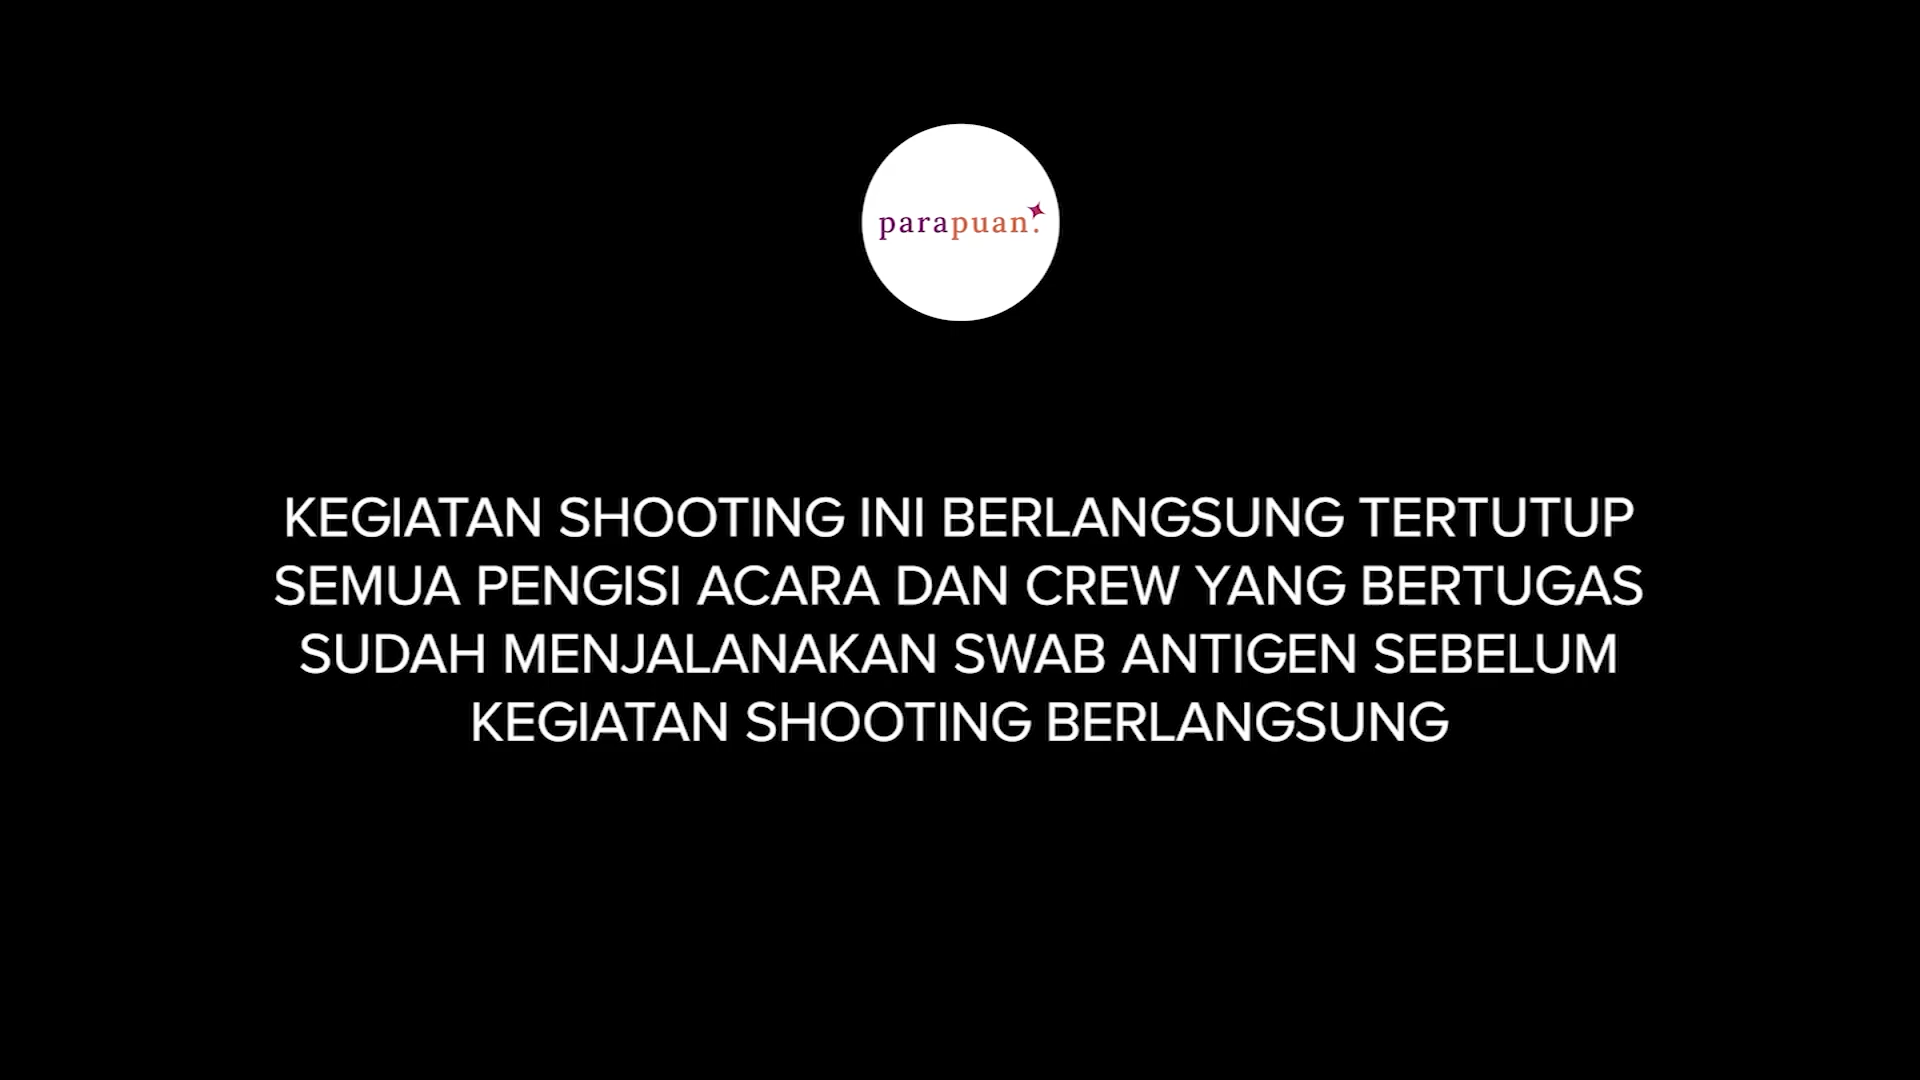 parapuan.
KEGIATAN SHOOTING INI BERLANGSUNG TERTUTUP
SEMUA PENGISI ACARA DAN CREW YANG BERTUGAS
SUDAH MENJALANAKAN SWAB ANTIGEN SEBELUM
KEGIATAN SHOOTING BERLANGSUNG